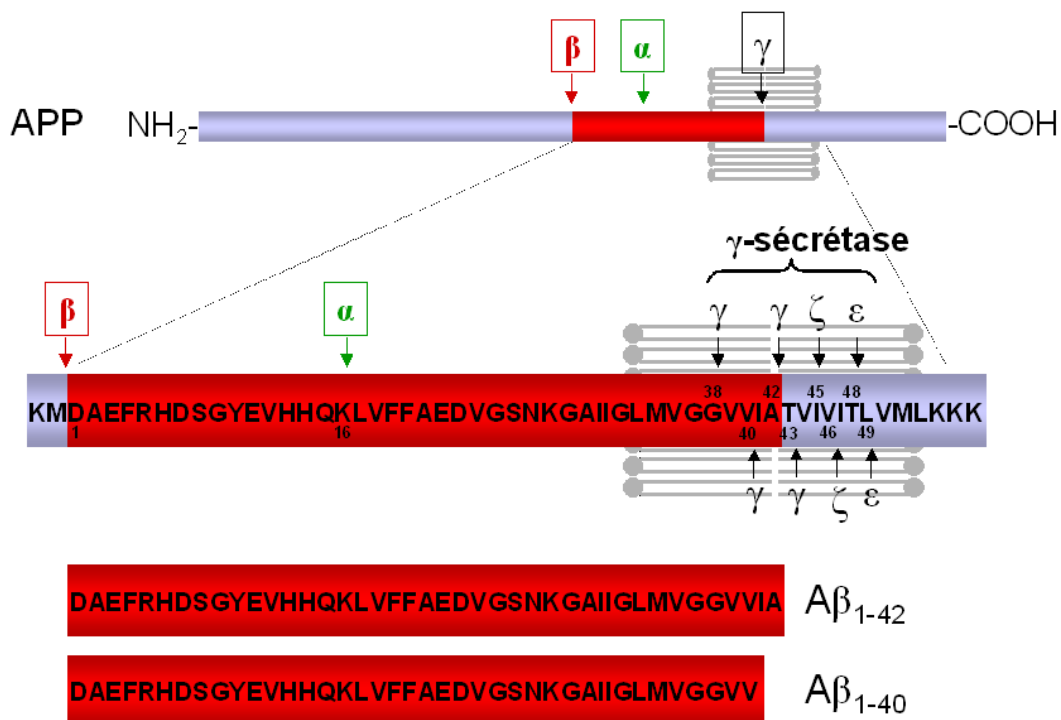 β α γ
APP NH2- -COOH
γ-sécrétase
β α γ γ ζ ε
38 42 45 48
KMDAEFRHDSGYEVHHQKLVFFAEDVGSNKGAIIGLMVGGVVIATVIVITLVMLKKK
1 16 40 43 46 49
γ γ ζ ε
DAEFRHDSGYEVHHQKLVFFAEDVGSNKGAIIGLMVGGVVIA Aβ1-42
DAEFRHDSGYEVHHQKLVFFAEDVGSNKGAIIGLMVGGVV Aβ1-40